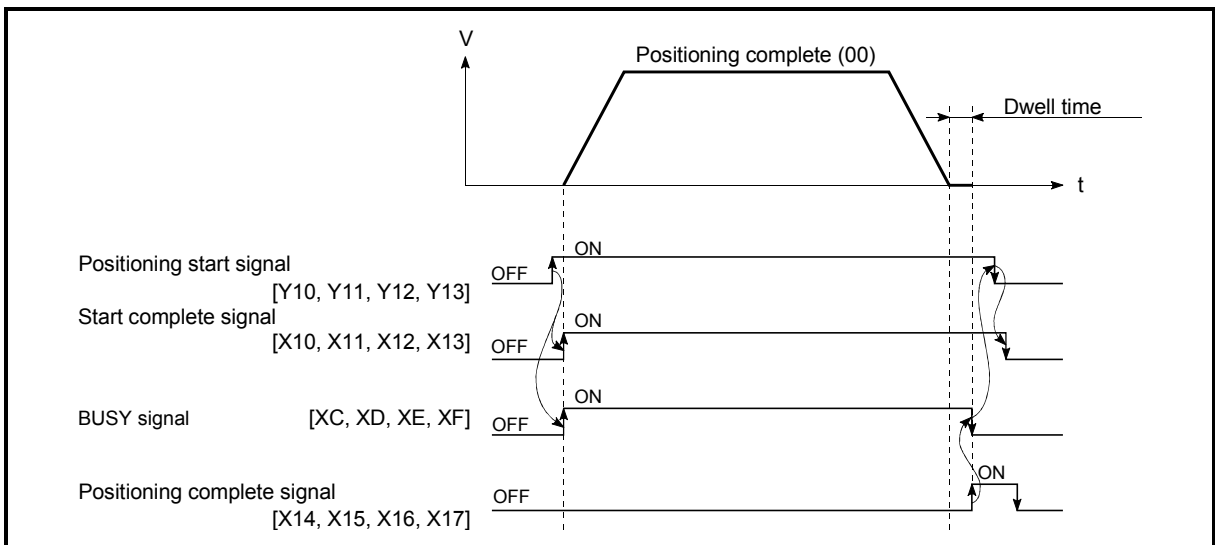 V
Positioning complete (00)
Dwell time
t
Positioning start signal
[Y10, Y11, Y12, Y13]
OFF
ON
Start complete signal
[X10, X11, X12, X13]
OFF
ON
BUSY signal
[XC, XD, XE, XF]
OFF
ON
Positioning complete signal
[X14, X15, X16, X17]
OFF
ON